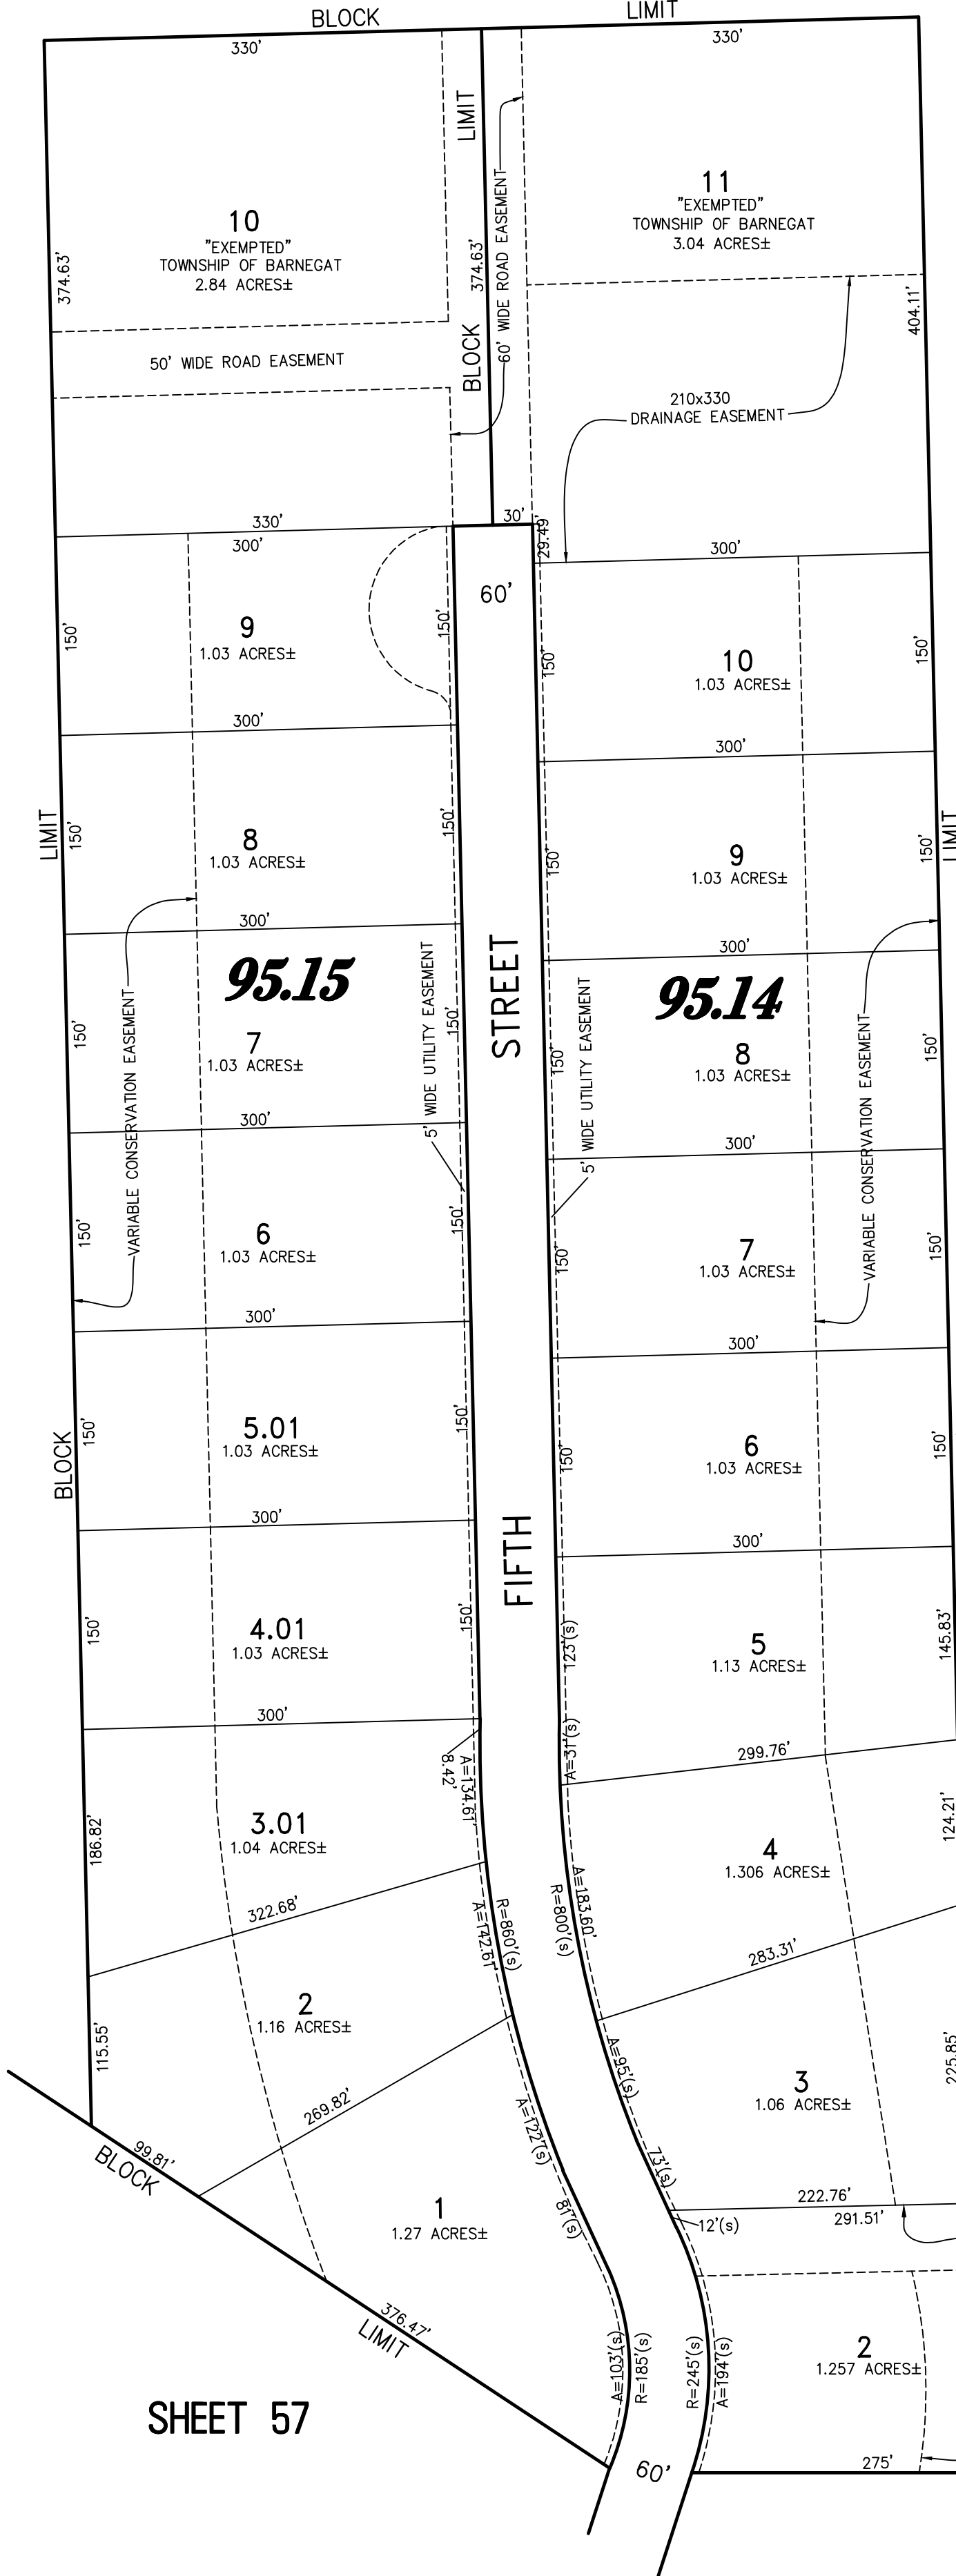 BLOCK
LIMIT
330'
330'
LIMIT
374.63'
10
"EXEMPTED"
TOWNSHIP OF BARNEGAT
2.84 ACRES±
374.63'
60' WIDE ROAD EASEMENT
11
"EXEMPTED"
TOWNSHIP OF BARNEGAT
3.04 ACRES±
404.11'
50' WIDE ROAD EASEMENT
BLOCK
210x330
DRAINAGE EASEMENT
330'
30'
29.49'
300'
300'
60'
150'
9
1.03 ACRES±
150'
150'
10
1.03 ACRES±
150'
300'
300'
LIMIT
150'
8
1.03 ACRES±
150'
150'
9
1.03 ACRES±
150'
LIMIT
300'
300'
95.15
95.14
STREET
VARIABLE CONSERVATION EASEMENT
5' WIDE UTILITY EASEMENT
5' WIDE UTILITY EASEMENT
VARIABLE CONSERVATION EASEMENT
150'
7
1.03 ACRES±
150'
150'
8
1.03 ACRES±
150'
300'
300'
150'
6
1.03 ACRES±
150'
150'
7
1.03 ACRES±
150'
300'
300'
BLOCK
150'
5.01
1.03 ACRES±
150'
150'
6
1.03 ACRES±
150'
300'
300'
FIFTH
150'
4.01
1.03 ACRES±
150'
123'(s)
5
1.13 ACRES±
145.83'
300'
A=31'(s)
299.76'
8.42'
A=134.61'
186.82'
3.01
1.04 ACRES±
4
1.306 ACRES±
124.21'
322.68'
A=142.61'
R=860'(s)
R=800'(s)
A=183.60'
283.31'
2
1.16 ACRES±
115.55'
A=95'(s)
3
1.06 ACRES±
225.85'
269.82'
A=122'(s)
73'(s)
99.81'
BLOCK
222.76'
291.51'
12'(s)
1
1.27 ACRES±
81'(s)
376.47'
LIMIT
A=103'(s)
R=185'(s)
R=245'(s)
A=194'(s)
2
1.257 ACRES±
SHEET 57
60'
275'